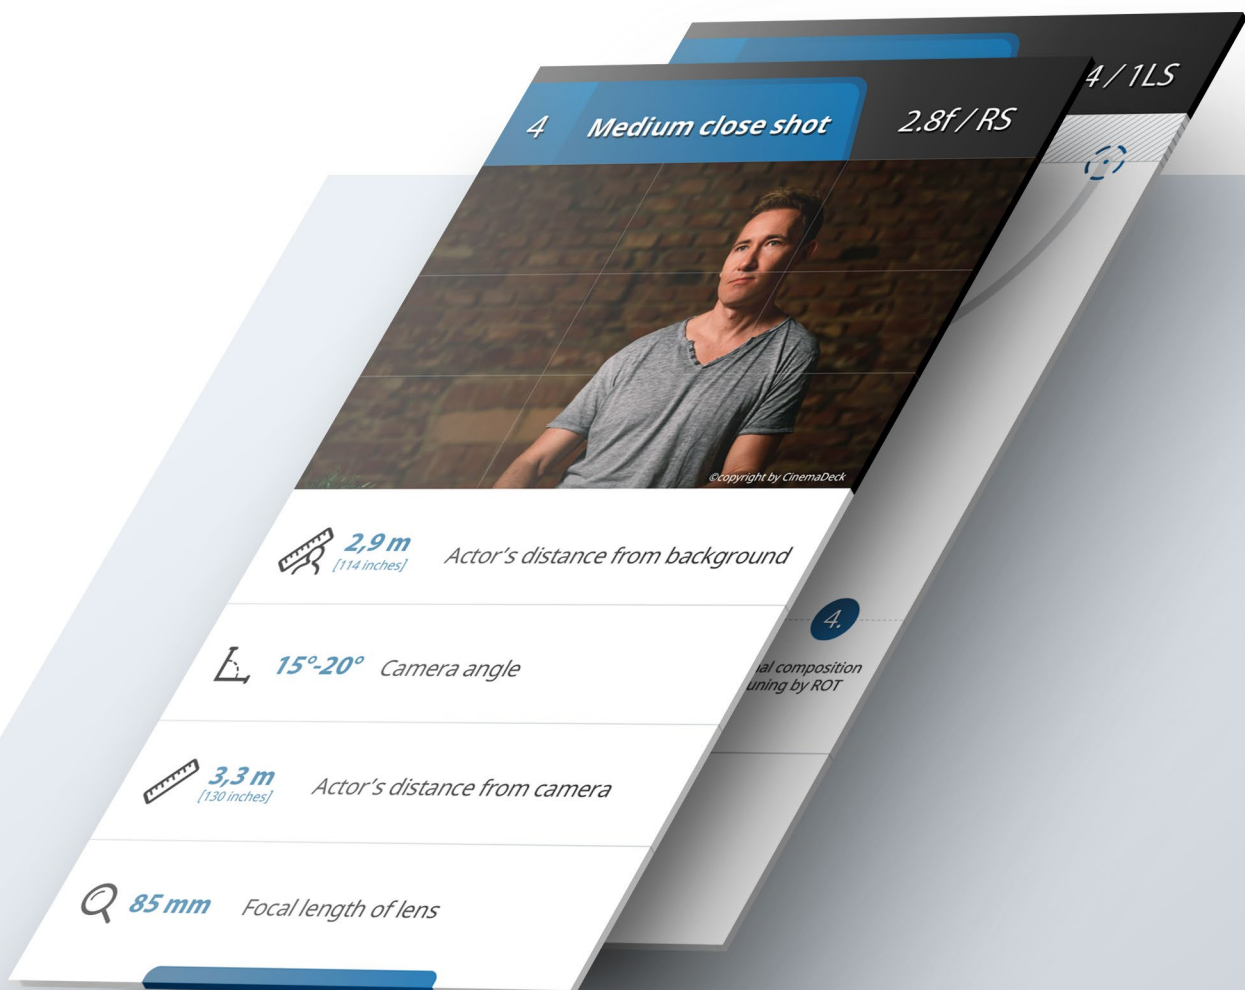 4 / 1LS
4 Medium close shot 2.8f / RS
©copyright by CinemaDeck
2,9 m
[114 inches]
Actor's distance from background
15°-20° Camera angle
3,3 m
[130 inches]
Actor's distance from camera
85 mm Focal length of lens
4.
composition
by ROT